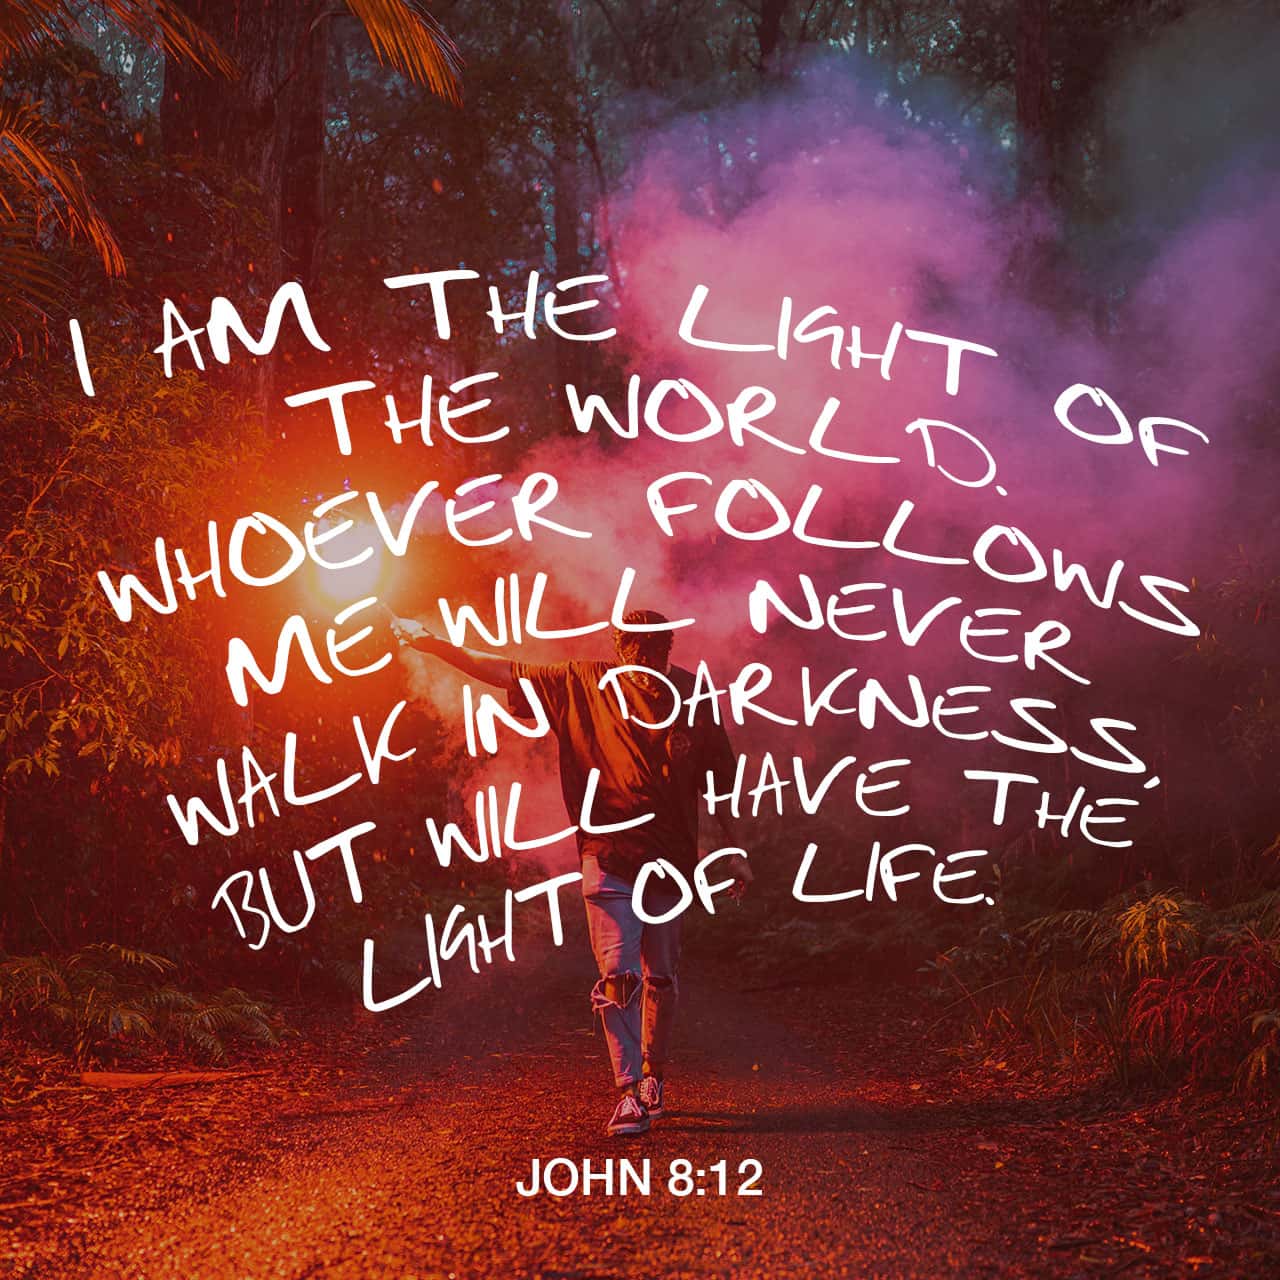 I AM THE LIGHT OF
THE WORLD.
WHOEVER FOLLOWS
ME WILL NEVER
WALK IN DARKNESS,
BUT WILL HAVE THE
LIGHT OF LIFE.
JOHN 8:12